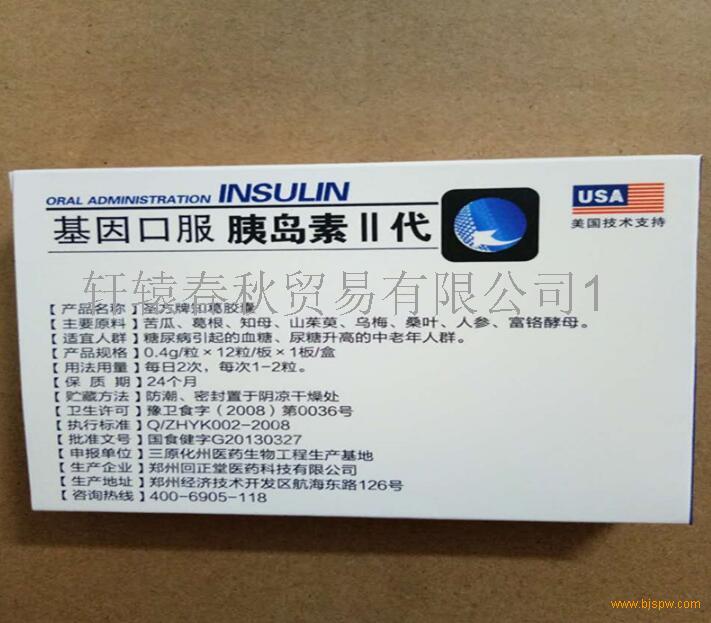 ORAL ADMINISTRATION INSULIN
基因口服 胰岛素II代
USA
美国技术支持
轩辕春秋贸易有限公司1
【产品名称】圣方牌知葛胶囊
【主要原料】苦瓜、葛根、知母、山茱萸、乌梅、桑叶、人参、富铬酵母。
【适宜人群】糖尿病引起的血糖、尿糖升高的中老年人群。
【产品规格】0.4g/粒×12粒/板×1板/盒
【用法用量】每日2次，每次1-2粒。
【保 质 期】24个月
【贮藏方法】防潮、密封置于阴凉干燥处
【卫生许可】豫卫食字（2008）第0036号
【执行标准】Q/ZHYK002-2008
【批准文号】国食健字G20130327
【申报单位】三原化州医药生物工程生产基地
【生产企业】郑州回正堂医药科技有限公司
【生产地址】郑州经济技术开发区航海东路126号
【咨询热线】400-6905-118
www.bjspw.com